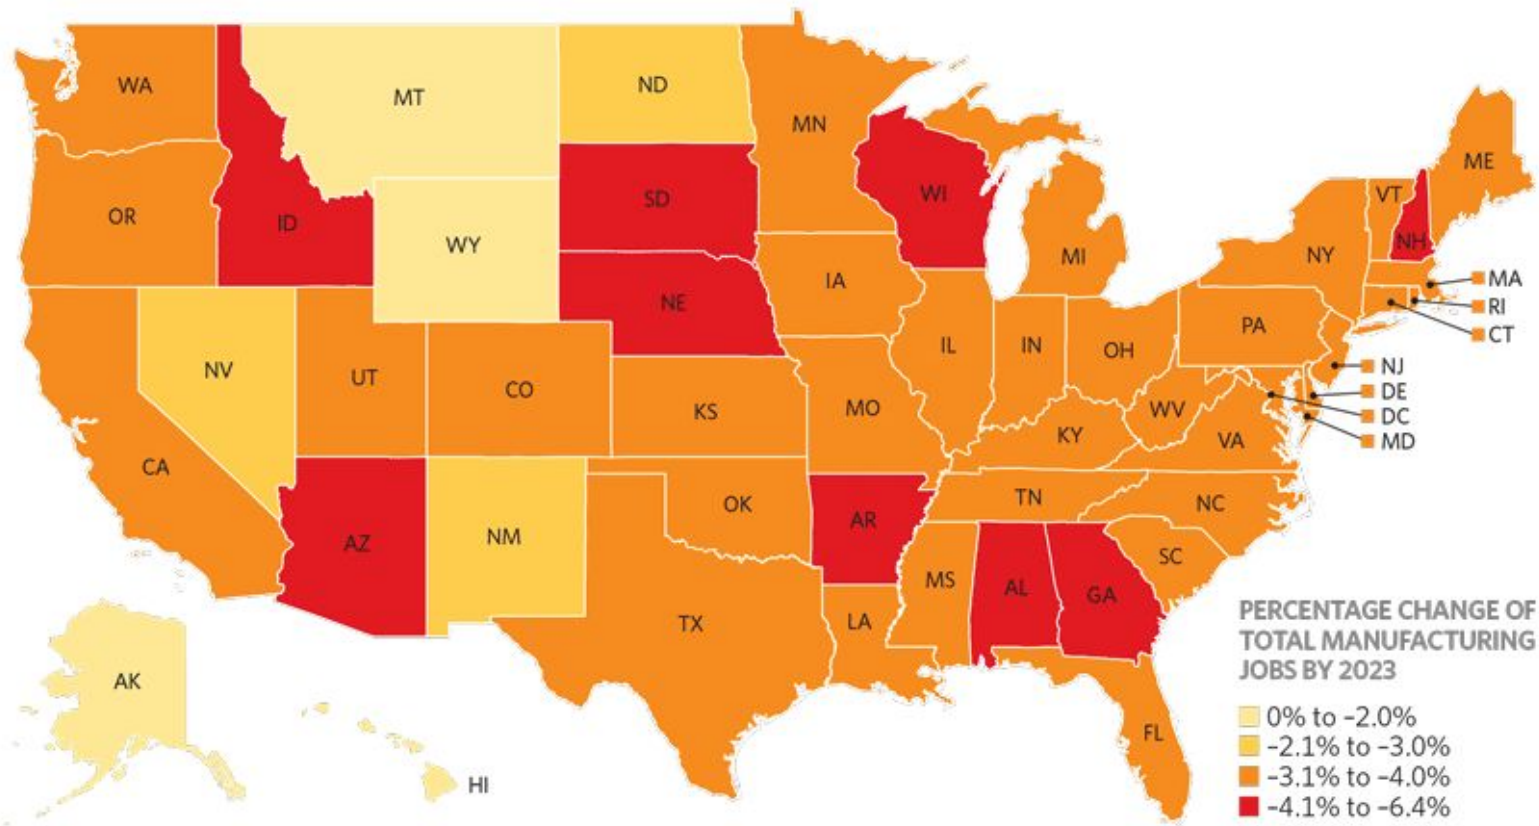 WA
MT
ND
MN
ME
VT
OR
ID
SD
WI
NH
WY
MI
NY
IA
NE
MA
RI
CT
PA
NV
UT
CO
KS
MO
IL
IN
OH
NJ
DE
DC
MD
WV
VA
KY
CA
AZ
NM
OK
AR
TN
NC
SC
MS
AL
GA
TX
LA
AK
HI
FL
PERCENTAGE CHANGE OF
TOTAL MANUFACTURING
JOBS BY 2023
0% to –2.0%
–2.1% to –3.0%
–3.1% to –4.0%
–4.1% to –6.4%